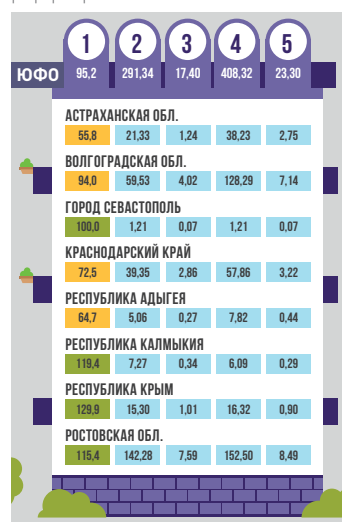 1 2 3 4 5
ЮФО 95,2 291,34 17,40 408,32 23,30
АСТРАХАНСКАЯ ОБЛ.
55,8 21,33 1,24 38,23 2,75
ВОЛГОГРАДСКАЯ ОБЛ.
94,0 59,53 4,02 128,29 7,14
ГОРОД СЕВАСТОПОЛЬ
100,0 1,21 0,07 1,21 0,07
КРАСНОДАРСКИЙ КРАЙ
72,5 39,35 2,86 57,86 3,22
РЕСПУБЛИКА АДЫГЕЯ
64,7 5,06 0,27 7,82 0,44
РЕСПУБЛИКА КАЛМЫКИЯ
119,4 7,27 0,34 6,09 0,29
РЕСПУБЛИКА КРЫМ
129,9 15,30 1,01 16,32 0,90
РОСТОВСКАЯ ОБЛ.
115,4 142,28 7,59 152,50 8,49